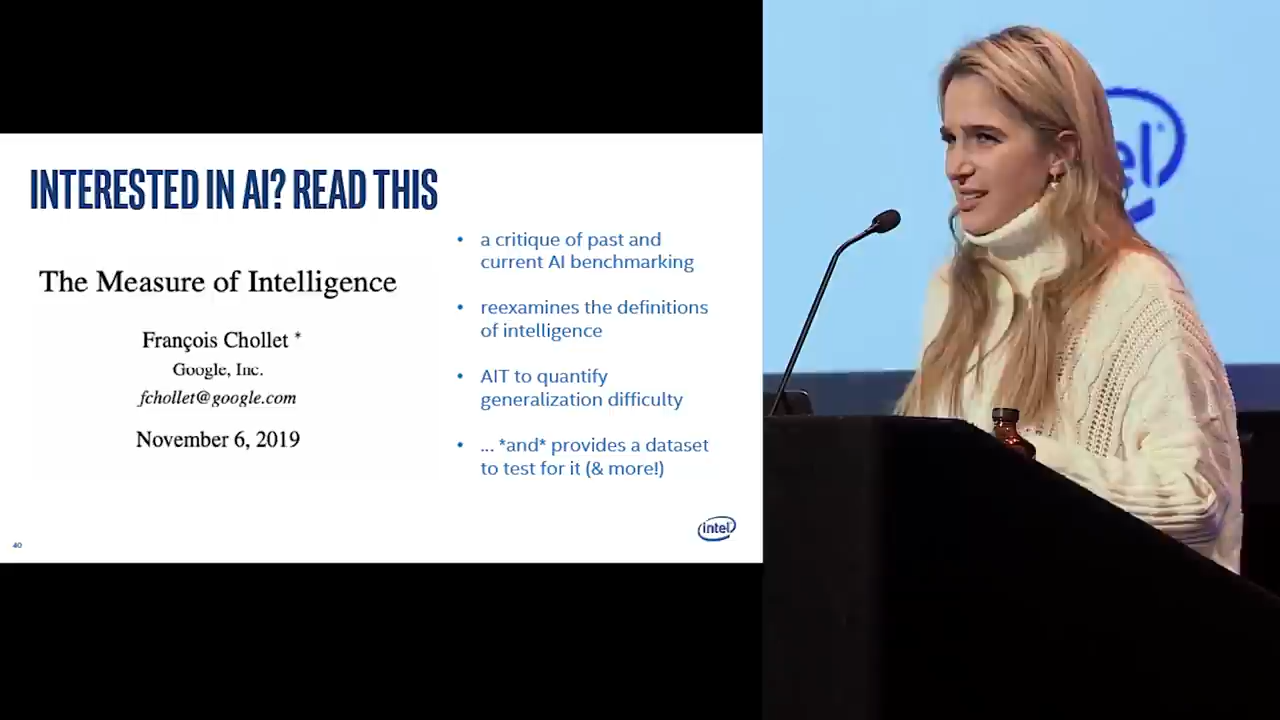 INTERESTED IN AI? READ THIS
The Measure of Intelligence
François Chollet *
Google, Inc.
fchollet@google.com
November 6, 2019
• a critique of past and
current AI benchmarking
• reexamines the definitions
of intelligence
• AIT to quantify
generalization difficulty
• ... *and* provides a dataset
to test for it (& more!)
intel
40
el